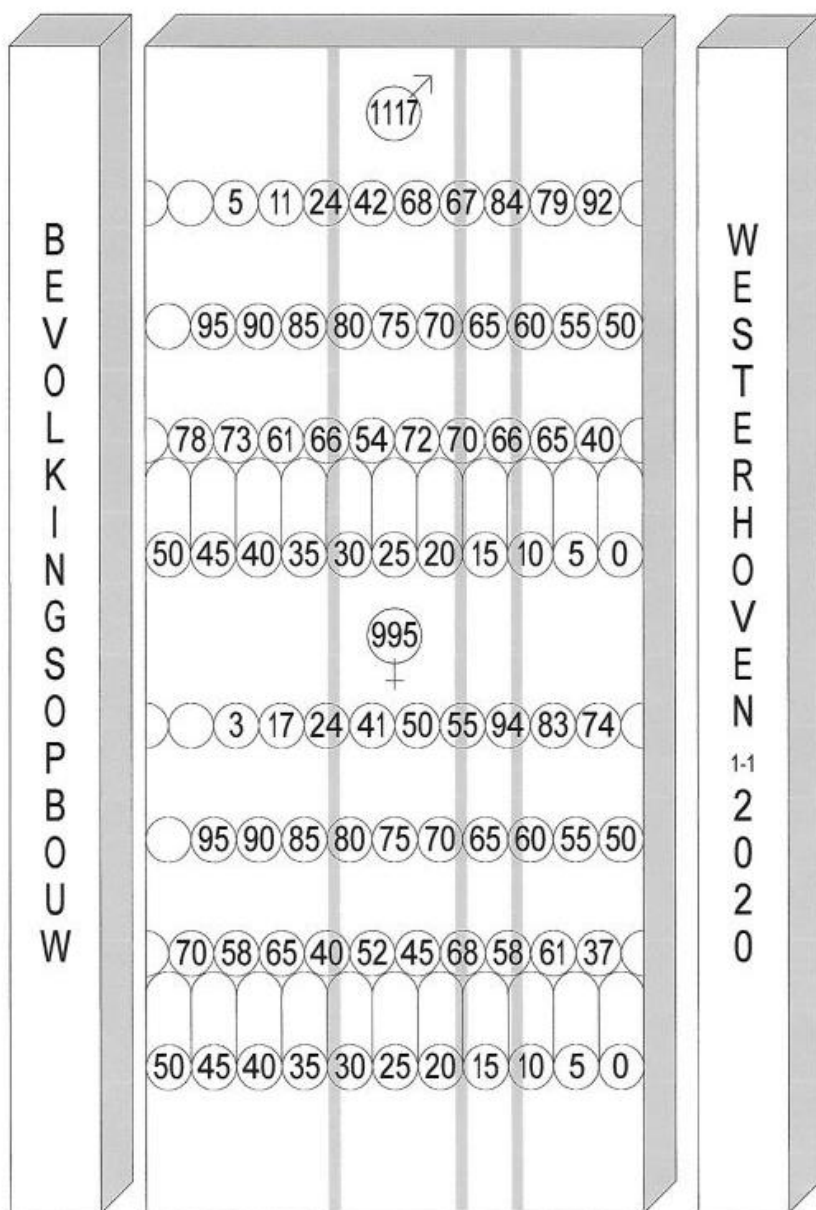 BEVOLKINGSOPBOUW
1117
5 11 24 42 68 67 84 79 92
95 90 85 80 75 70 65 60 55 50
78 73 61 66 54 72 70 66 65 40
50 45 40 35 30 25 20 15 10 5 0
995
3 17 24 41 50 55 94 83 74
95 90 85 80 75 70 65 60 55 50
70 58 65 40 52 45 68 58 61 37
50 45 40 35 30 25 20 15 10 5 0
WESTERHOVEN 1-1 2020